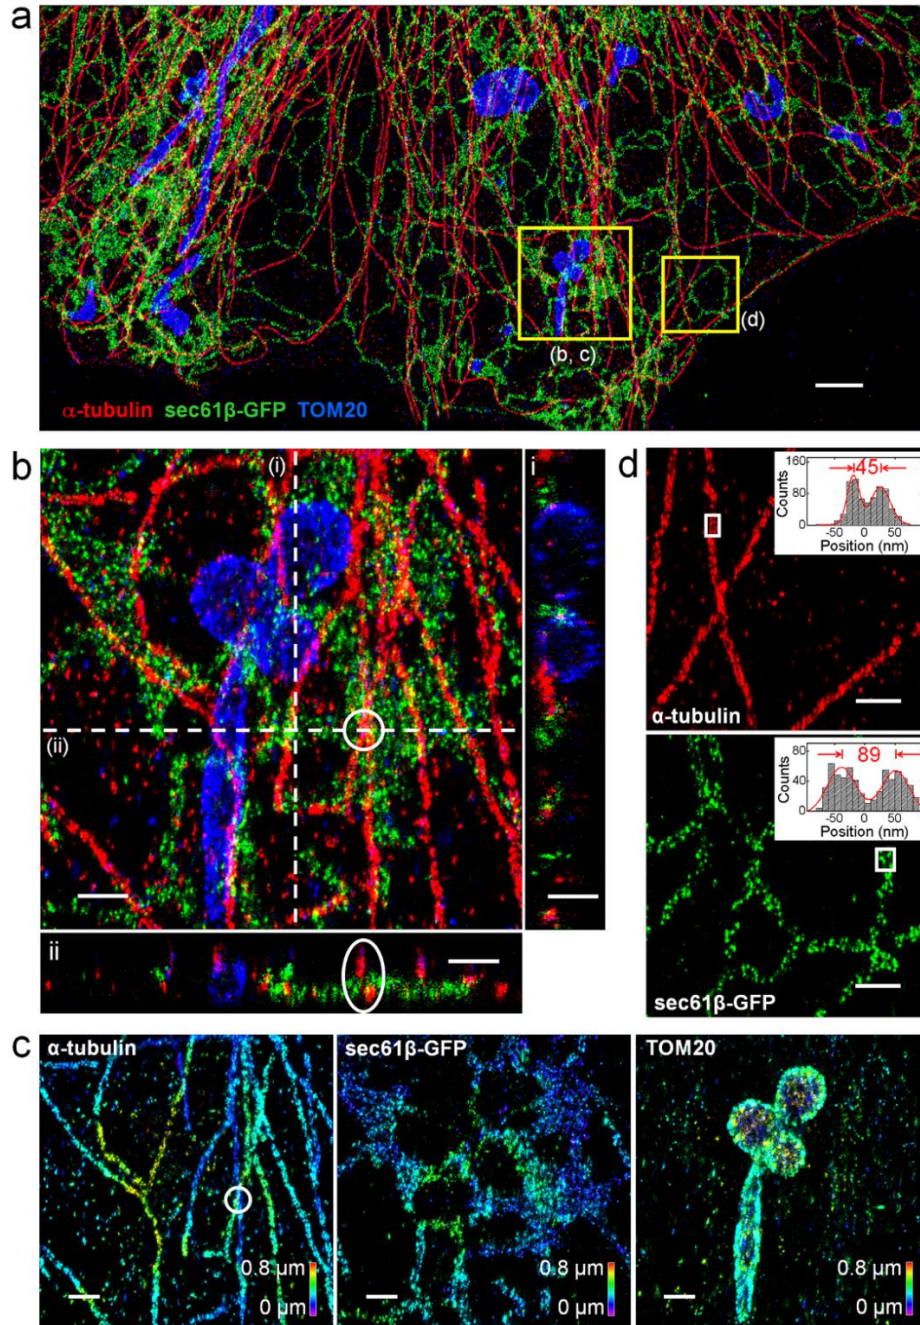 a
(b, c)
(d)
α-tubulin sec61β-GFP TOM20
b
(i)
(ii)
i
ii
d
160
80
0
Counts
45
-50 0 50
Position (nm)
α-tubulin
80
40
0
Counts
89
-50 0 50
Position (nm)
sec61β-GFP
c
α-tubulin
0.8 µm
0 µm
sec61β-GFP
0.8 µm
0 µm
TOM20
0.8 µm
0 µm